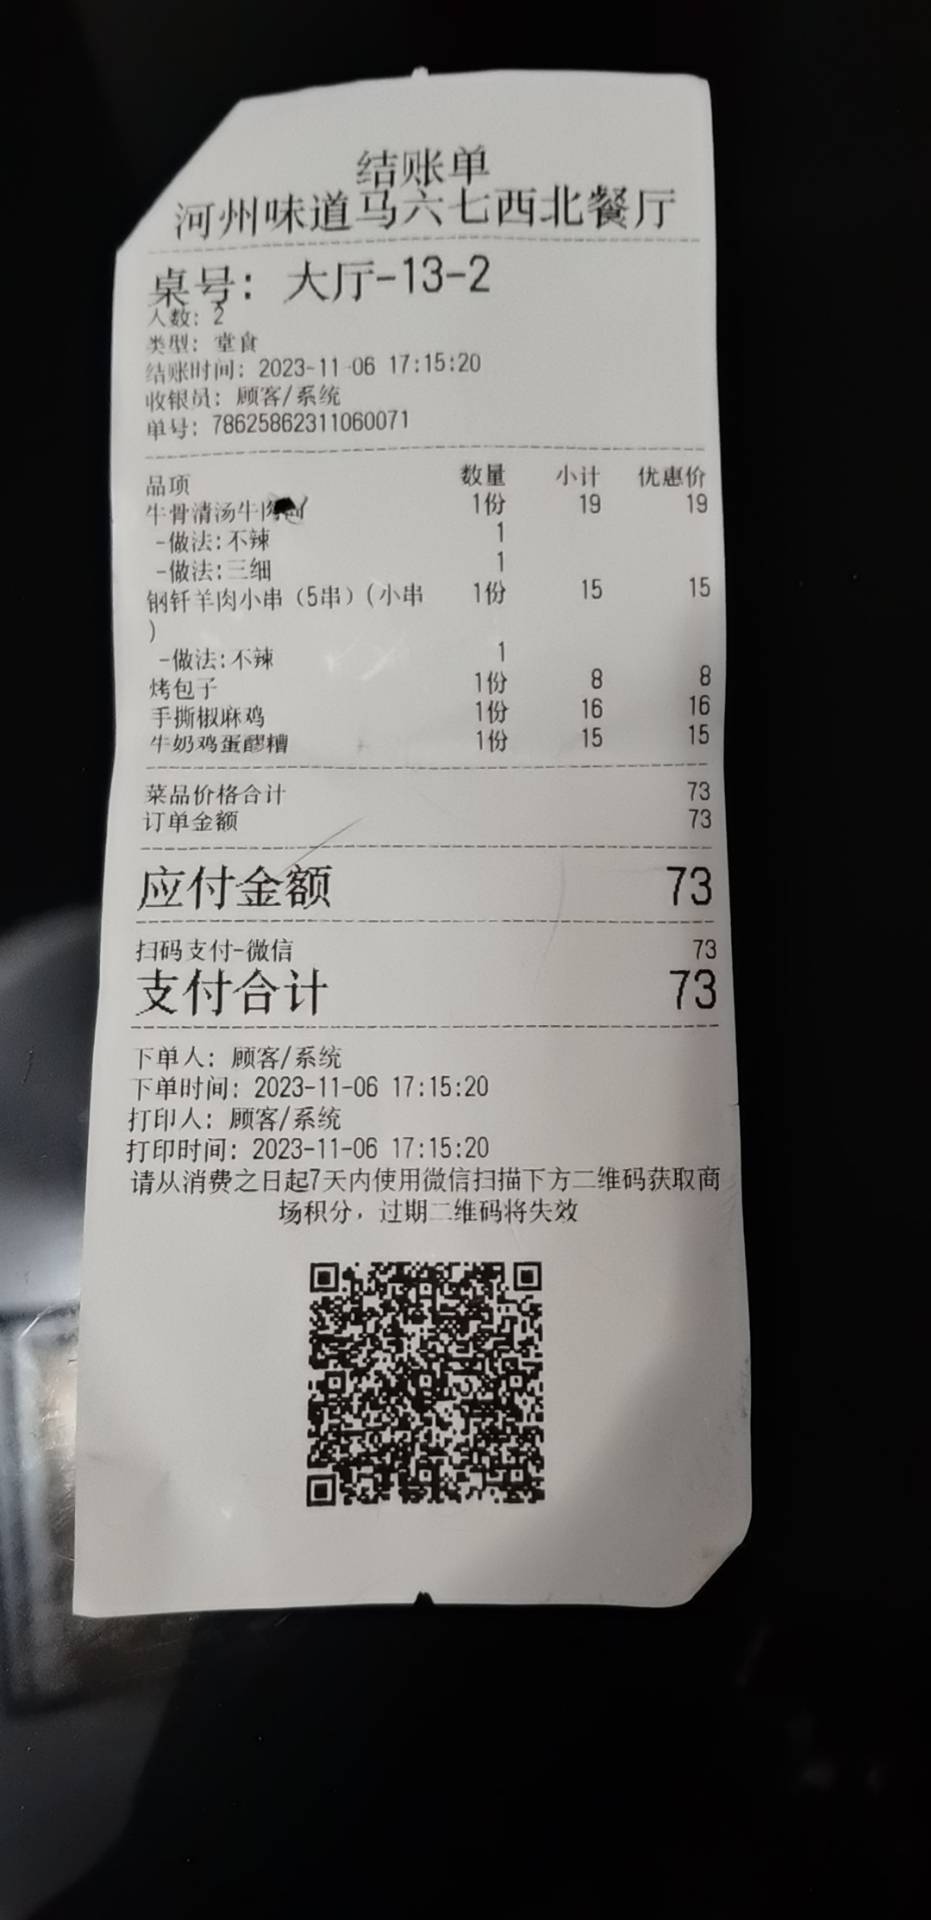 结账单
河州味道马六七西北餐厅
桌号: 大厅-13-2
人数: 2
类型: 堂食
结账时间: 2023-11-06 17:15:20
收银员: 顾客/系统
单号: 78625862311060071
品项 数量 小计 优惠价
牛骨清汤牛肉 1份 19 19
-做法:不辣 1
-做法:三细 1
钢钎羊肉小串（5串）(小串 1份 15 15
)
-做法:不辣 1
烤包子 1份 8 8
手撕椒麻鸡 1份 16 16
牛奶鸡蛋醪糟 1份 15 15
菜品价格合计 73
订单金额 73
应付金额 73
扫码支付-微信 73
支付合计 73
下单人: 顾客/系统
下单时间: 2023-11-06 17:15:20
打印人: 顾客/系统
打印时间: 2023-11-06 17:15:20
请从消费之日起7天内使用微信扫描下方二维码获取商
场积分，过期二维码将失效